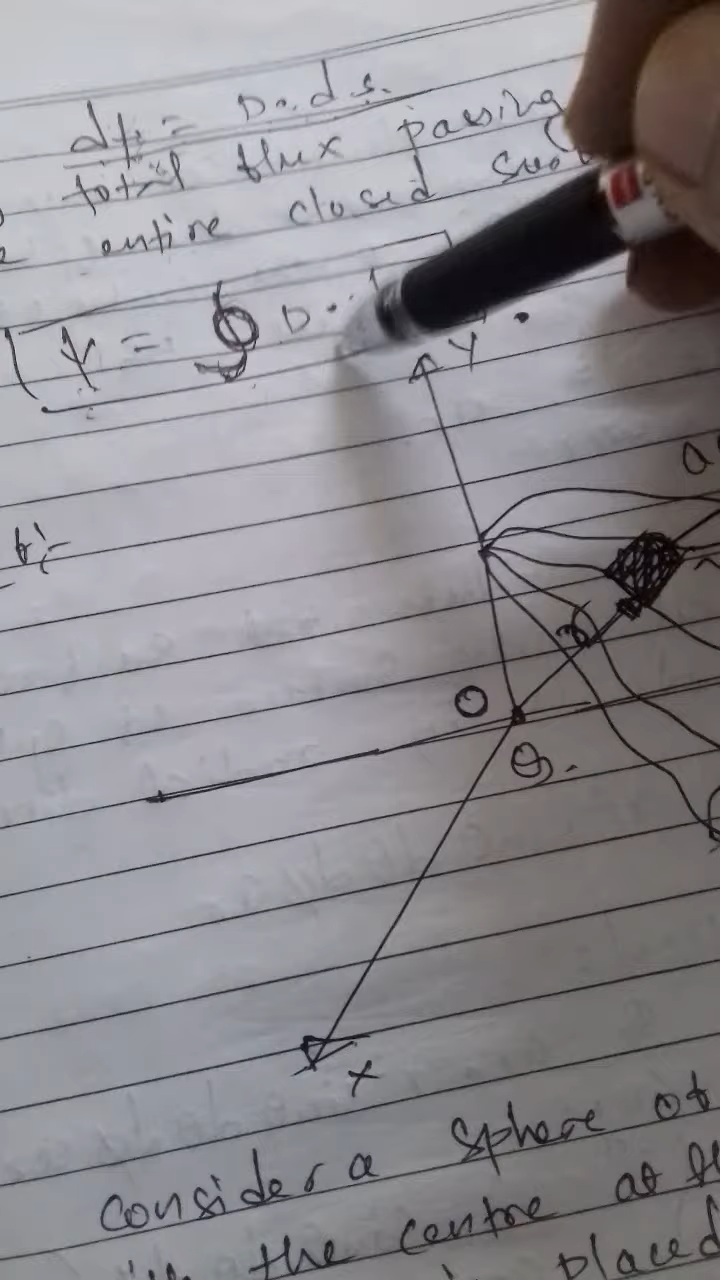 dψ = D.ds.
total flux passing
entire closed
ψ = ∮ D.
Y
O
Q.
X
consider a sphere of
the centre at
placed